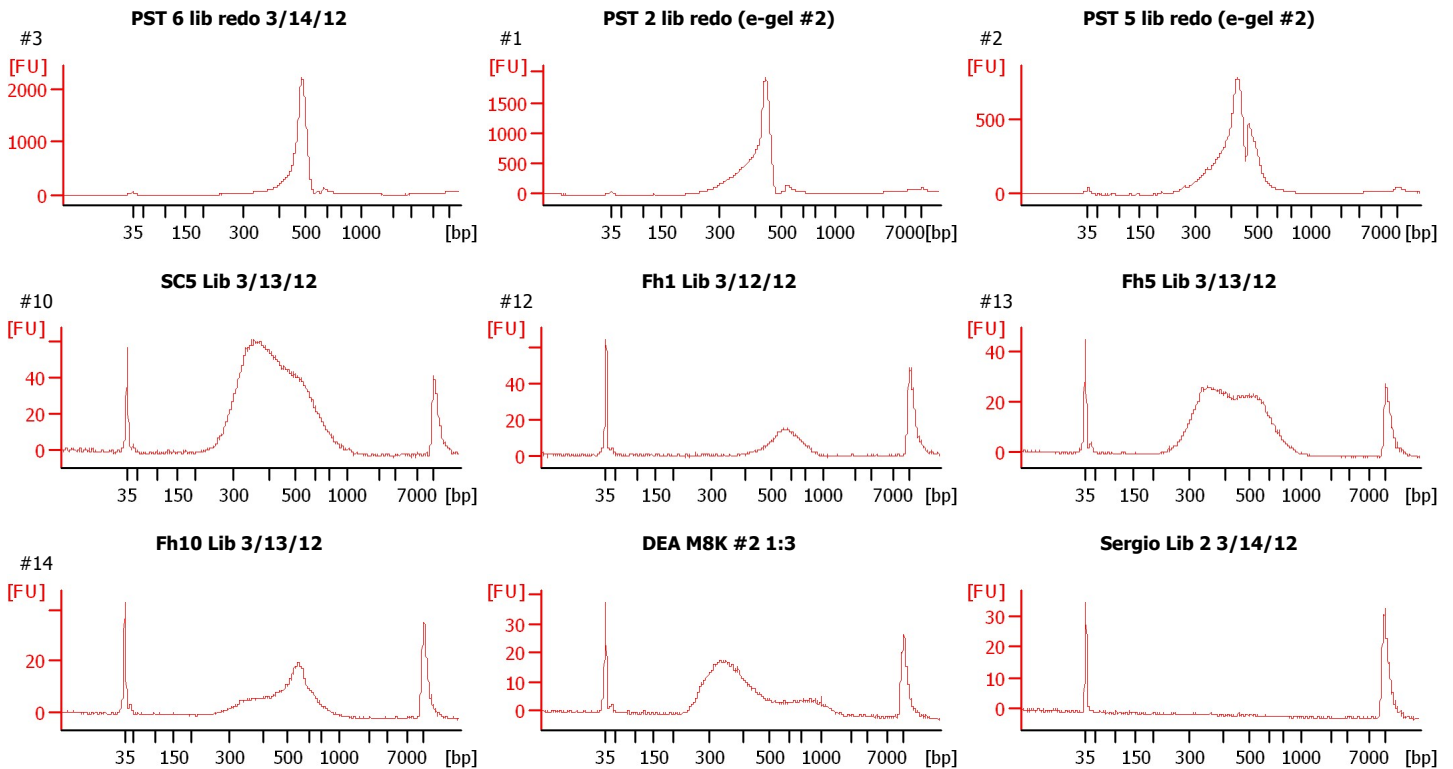 PST 6 lib redo 3/14/12
#3
[FU]
2000
1000
0
35 150 300 500 1000 [bp]
PST 2 lib redo (e-gel #2)
#1
[FU]
1500
1000
500
0
35 150 300 500 1000 7000 [bp]
PST 5 lib redo (e-gel #2)
#2
[FU]
500
0
35 150 300 500 1000 7000 [bp]
SC5 Lib 3/13/12
#10
[FU]
40
20
0
35 150 300 500 1000 7000 [bp]
Fh1 Lib 3/12/12
#12
[FU]
40
20
0
35 150 300 500 1000 7000 [bp]
Fh5 Lib 3/13/12
#13
[FU]
40
20
0
35 150 300 500 1000 7000 [bp]
Fh10 Lib 3/13/12
#14
[FU]
20
0
35 150 300 500 1000 7000 [bp]
DEA M8K #2 1:3
[FU]
30
20
10
0
35 150 300 500 1000 7000 [bp]
Sergio Lib 2 3/14/12
[FU]
30
20
10
0
35 150 300 500 1000 7000 [bp]